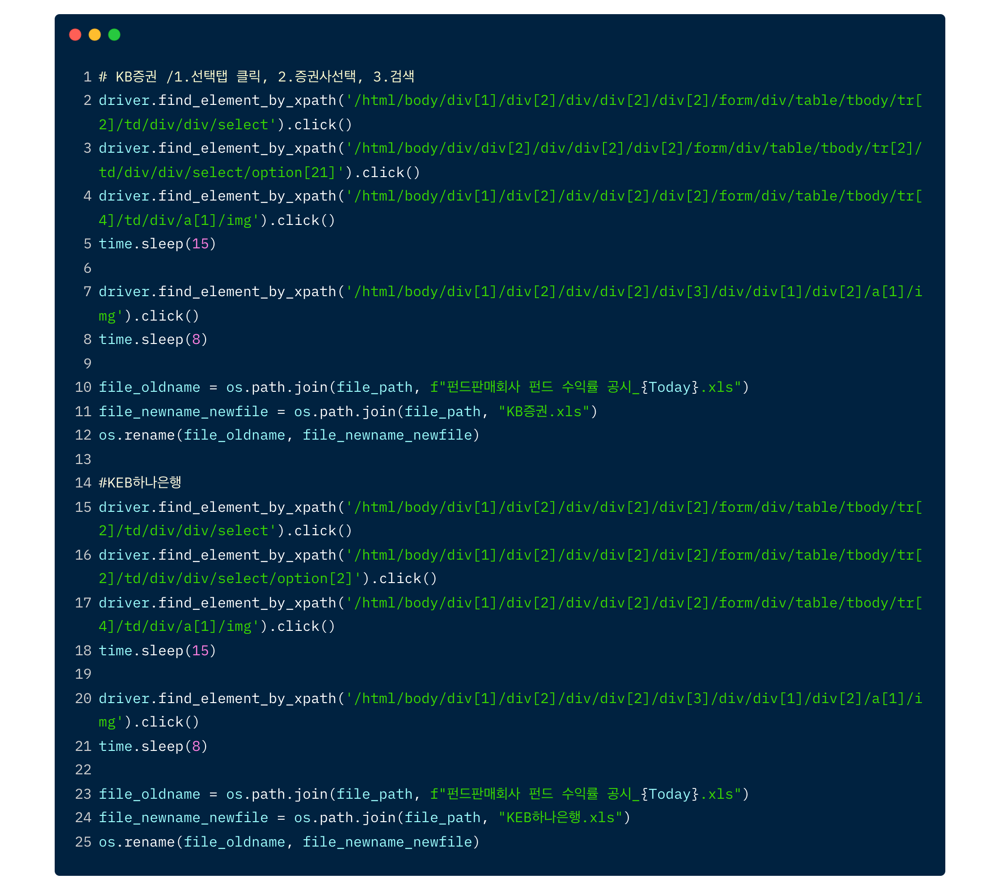 1 # KB증권 /1.선택탭 클릭, 2.증권사선택, 3.검색
2 driver.find_element_by_xpath('/html/body/div[1]/div[2]/div/div[2]/div[2]/form/div/table/tbody/tr[
2]/td/div/div/select').click()
3 driver.find_element_by_xpath('/html/body/div/div[2]/div/div[2]/div[2]/form/div/table/tbody/tr[2]/
td/div/div/select/option[21]').click()
4 driver.find_element_by_xpath('/html/body/div[1]/div[2]/div/div[2]/div[2]/form/div/table/tbody/tr[
4]/td/div/a[1]/img').click()
5 time.sleep(15)
6
7 driver.find_element_by_xpath('/html/body/div[1]/div[2]/div/div[2]/div[3]/div/div[1]/div[2]/a[1]/i
mg').click()
8 time.sleep(8)
9
10 file_oldname = os.path.join(file_path, f"펀드판매회사 펀드 수익률 공시_{Today}.xls")
11 file_newname_newfile = os.path.join(file_path, "KB증권.xls")
12 os.rename(file_oldname, file_newname_newfile)
13
14 #KEB하나은행
15 driver.find_element_by_xpath('/html/body/div[1]/div[2]/div/div[2]/div[2]/form/div/table/tbody/tr[
2]/td/div/div/select').click()
16 driver.find_element_by_xpath('/html/body/div[1]/div[2]/div/div[2]/div[2]/form/div/table/tbody/tr[
2]/td/div/div/select/option[2]').click()
17 driver.find_element_by_xpath('/html/body/div[1]/div[2]/div/div[2]/div[2]/form/div/table/tbody/tr[
4]/td/div/a[1]/img').click()
18 time.sleep(15)
19
20 driver.find_element_by_xpath('/html/body/div[1]/div[2]/div/div[2]/div[3]/div/div[1]/div[2]/a[1]/i
mg').click()
21 time.sleep(8)
22
23 file_oldname = os.path.join(file_path, f"펀드판매회사 펀드 수익률 공시_{Today}.xls")
24 file_newname_newfile = os.path.join(file_path, "KEB하나은행.xls")
25 os.rename(file_oldname, file_newname_newfile)